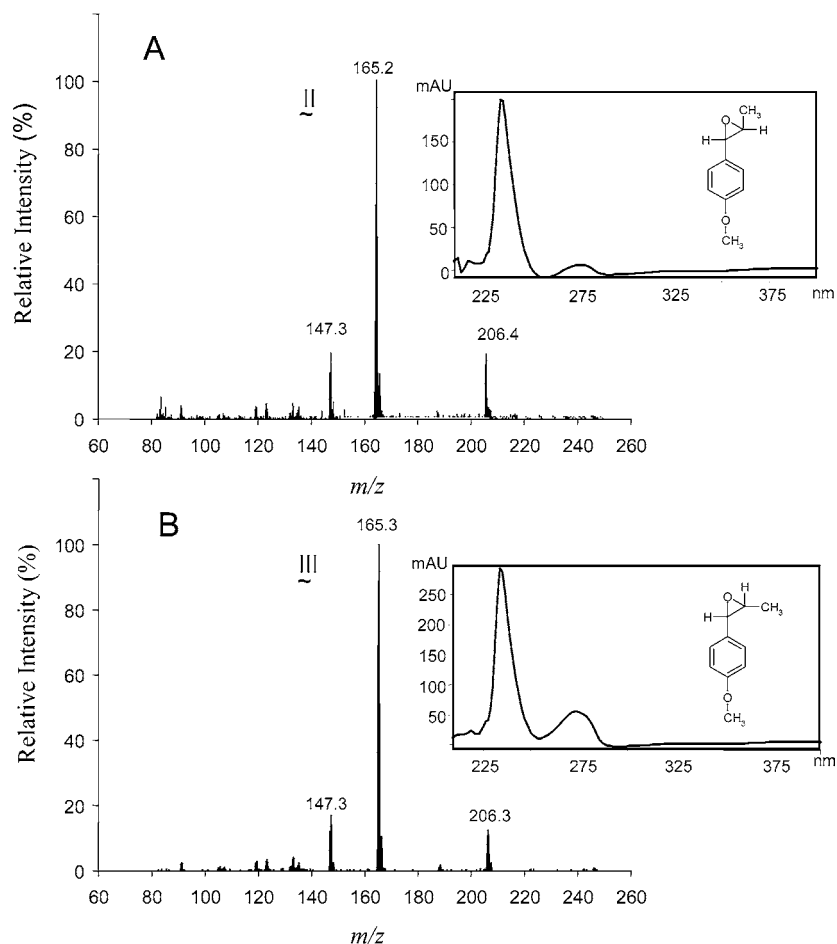 A
II
~
165.2
147.3
206.4
Relative Intensity (%)
100
80
60
40
20
0
60 80 100 120 140 160 180 200 220 240 260
m/z
mAU
150
100
50
0
225 275 325 375 nm
O CH₃
H H
O
CH₃
B
III
~
165.3
147.3
206.3
Relative Intensity (%)
100
80
60
40
20
0
60 80 100 120 140 160 180 200 220 240 260
m/z
mAU
250
200
150
100
50
225 275 325 375 nm
H
O
H CH₃
O
CH₃